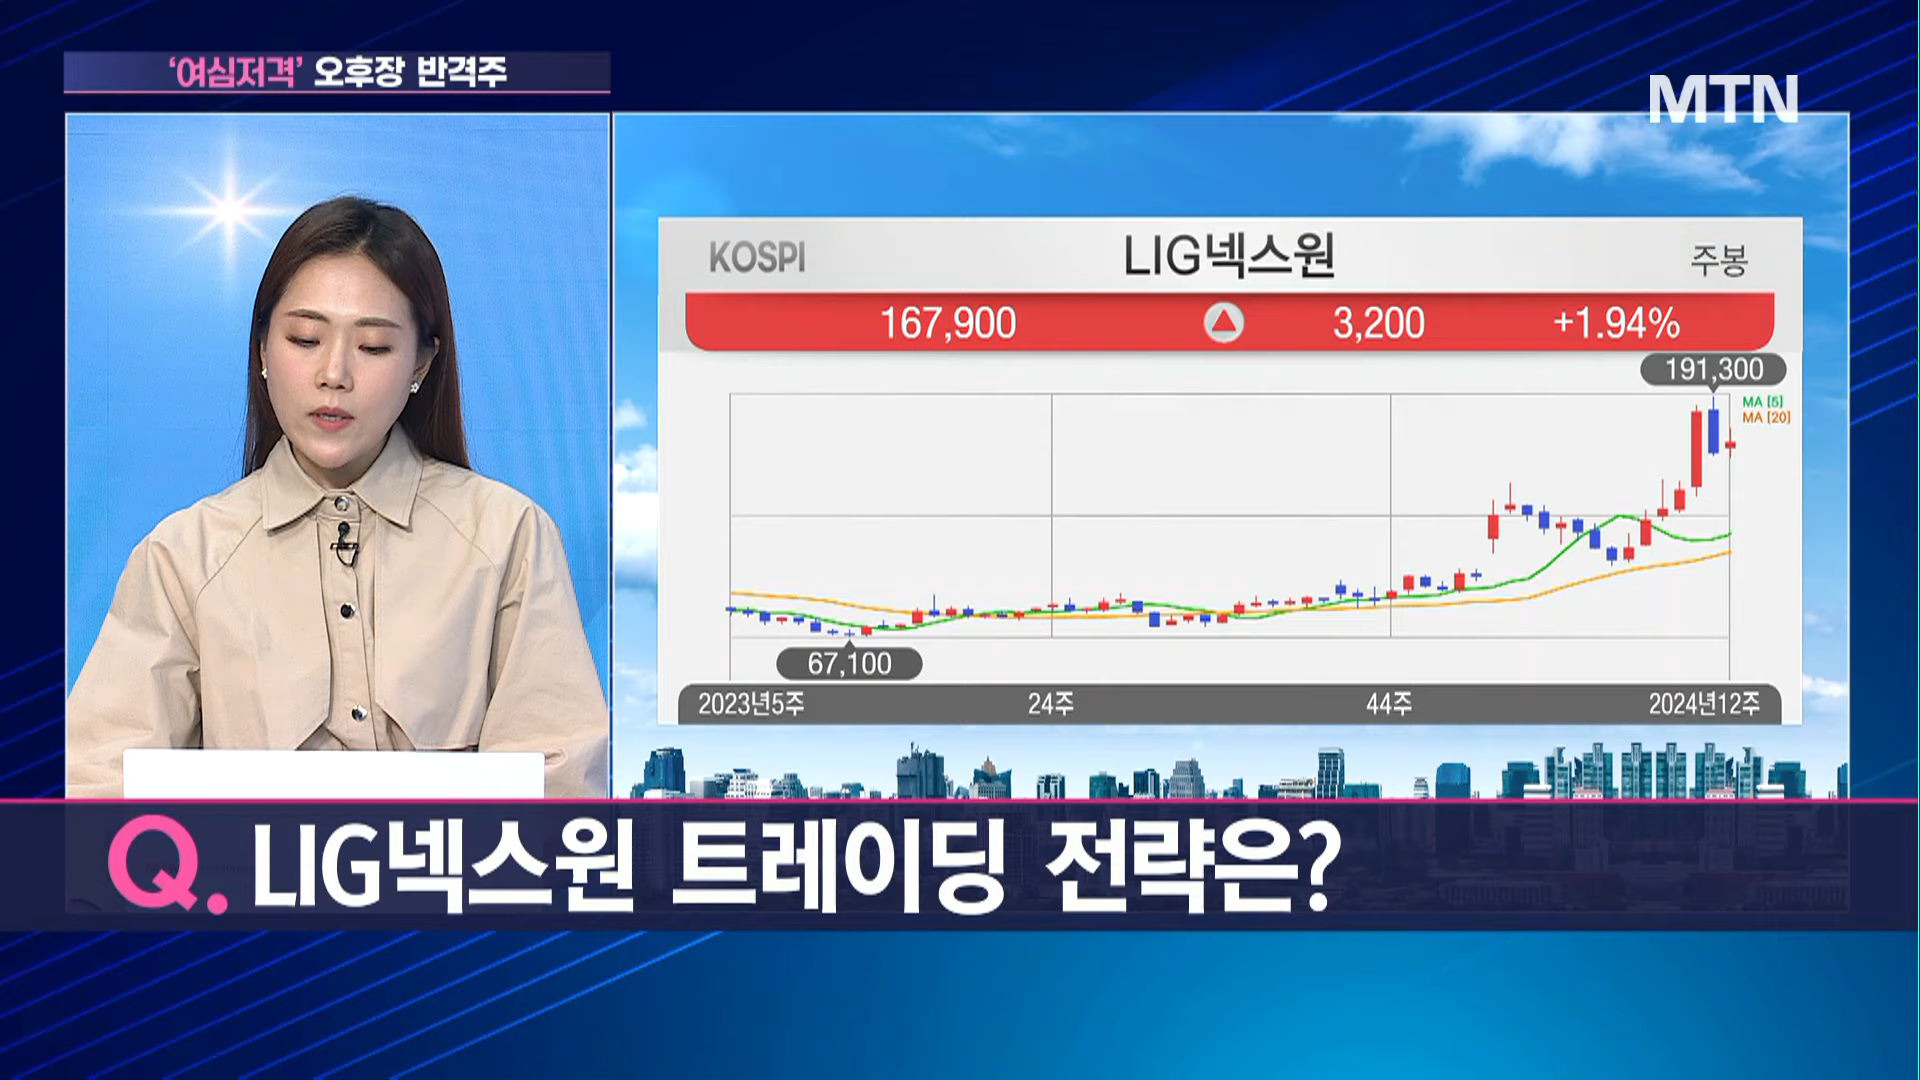 ‘여심저격’ 오후장 반격주
MTN
KOSPI LIG넥스원 주봉
167,900 3,200 +1.94%
191,300
MA [5]
MA [20]
67,100
2023년5주 24주 44주 2024년12주
Q. LIG넥스원 트레이딩 전략은?